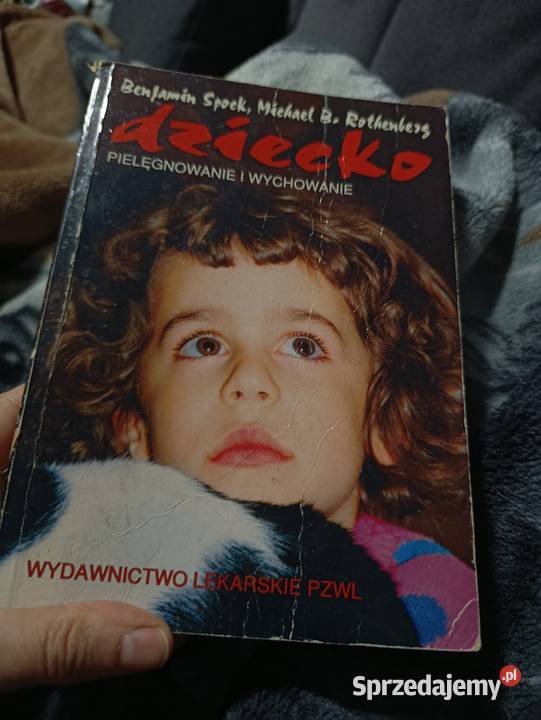 Benjamin Spock, Michael B. Rothenberg
dziecko
PIELĘGNOWANIE I WYCHOWANIE
WYDAWNICTWO LEKARSKIE PZWL
Sprzedajemy.pl